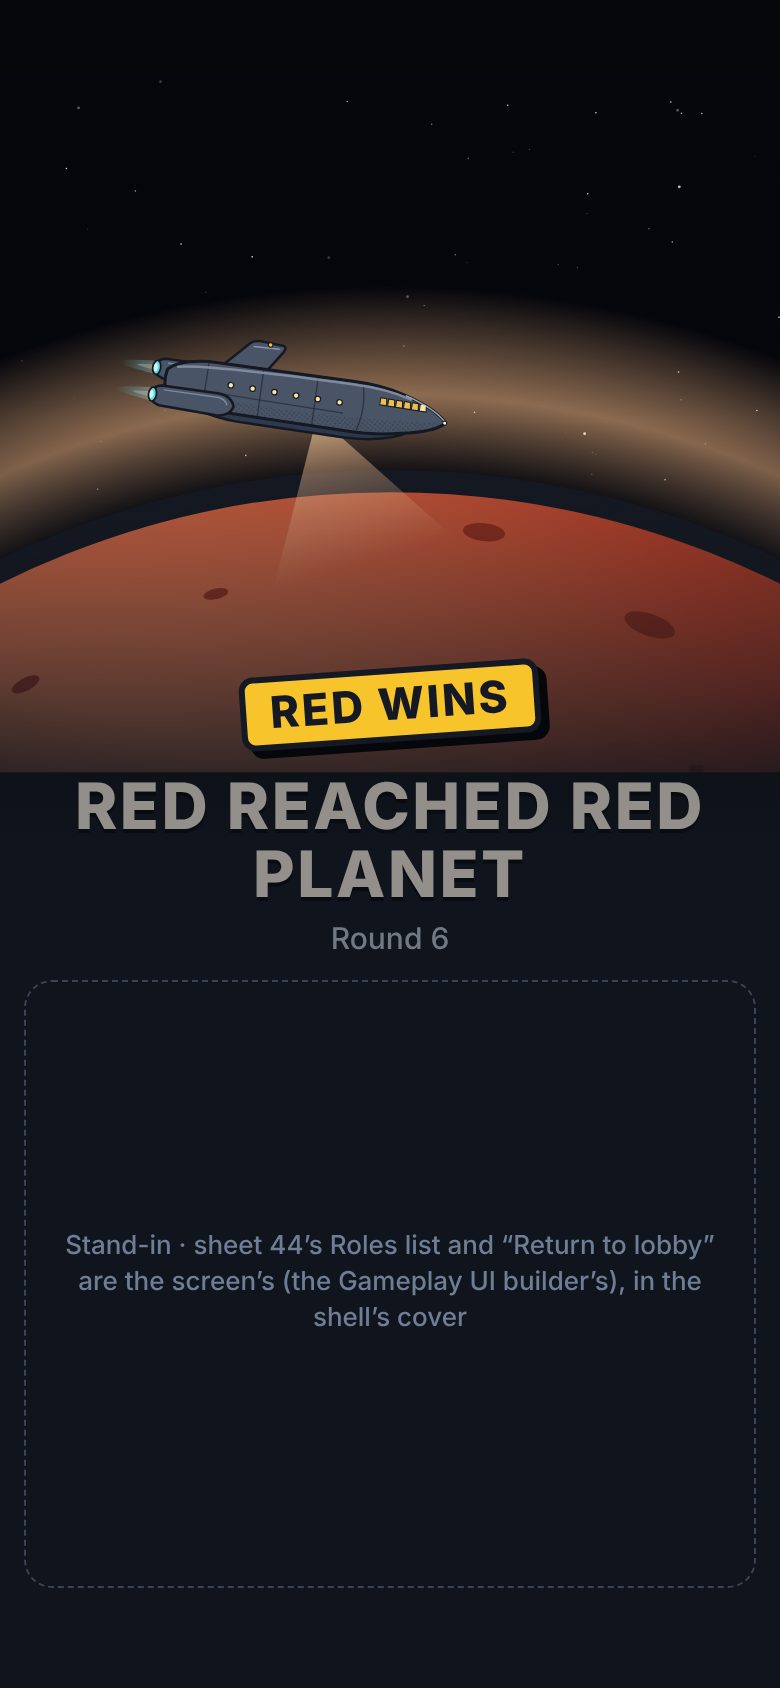 RED WINS
RED REACHED RED
PLANET
Round 6
Stand-in · sheet 44’s Roles list and “Return to lobby”
are the screen’s (the Gameplay UI builder’s), in the
shell’s cover